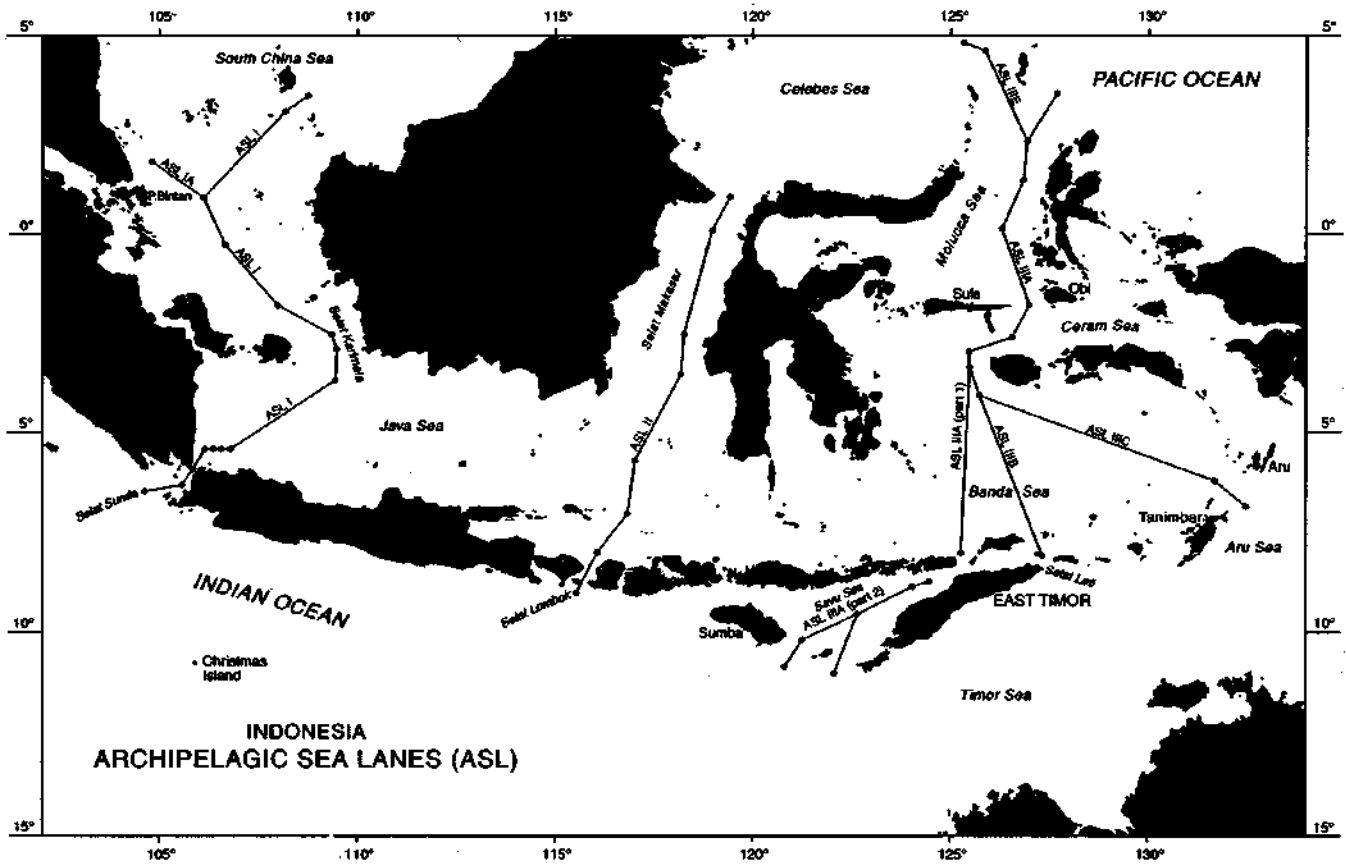 105°
110°
115°
120°
125°
130°
5°
5°
South China Sea
3 1
Celebes Sea
ASL IIIE
PACIFIC OCEAN
ASL I
ASL IA
P.Bintan
0°
0°
Molucca Sea
ASL I
ASL IIIA
Selat Makasar
Sula
Obi
Selat Karimata
Ceram Sea
ASL I
Java Sea
ASL II
ASL IIIA (part 1)
ASL IIIB
ASL IIIC
5°
5°
Aru
Selat Sunda
Banda Sea
Tanimbar
Aru Sea
INDIAN OCEAN
Selat Lombok
Savu Sea
ASL IIIA (part 2)
Selat Leti
EAST TIMOR
Sumba
10°
10°
Christmas
Island
Timor Sea
INDONESIA
ARCHIPELAGIC SEA LANES (ASL)
15°
15°
105°
110°
115°
120°
125°
130°